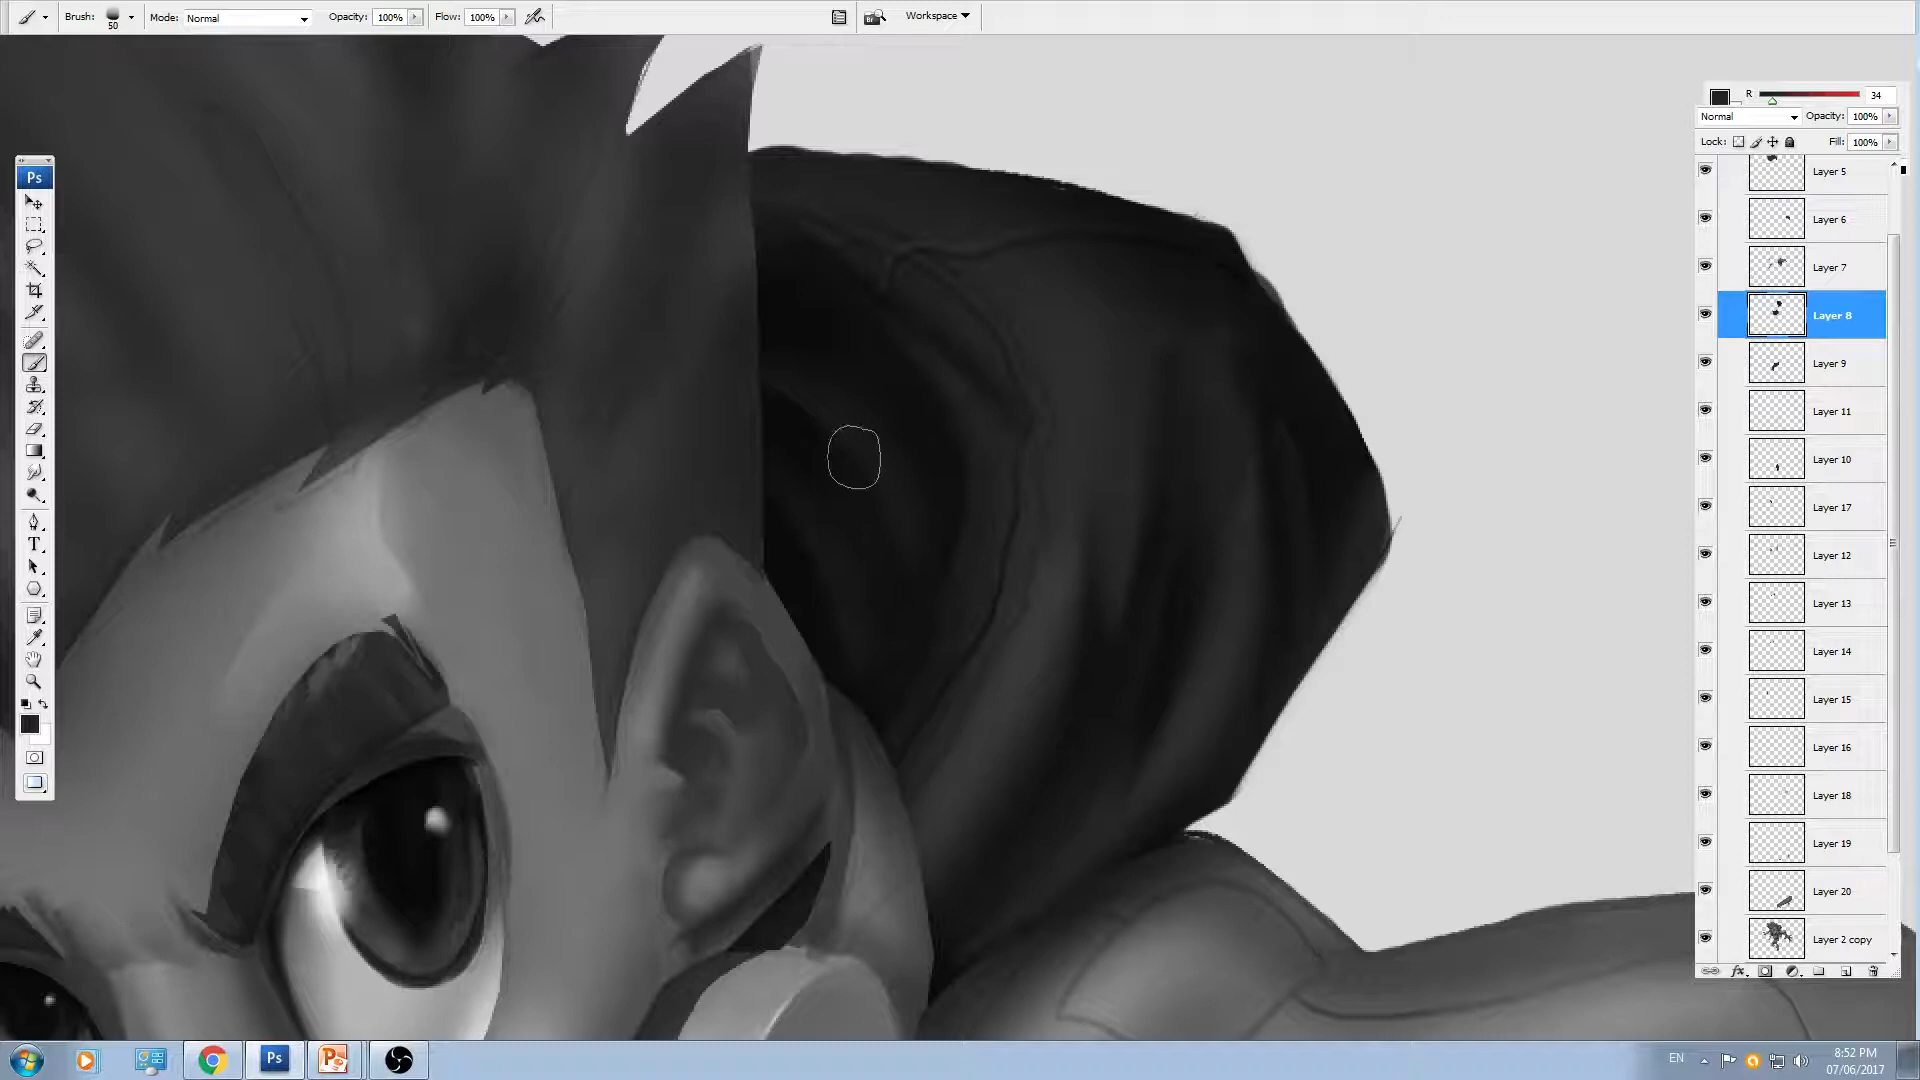 Brush: 50 Mode: Normal Opacity: 100% Flow: 100% Br Workspace
R 34
Normal Opacity: 100%
Lock: Fill: 100%
Ps
Layer 5
Layer 6
Layer 7
Layer 8
Layer 9
Layer 11
Layer 10
Layer 17
Layer 12
Layer 13
Layer 14
Layer 15
Layer 16
Layer 18
Layer 19
Layer 20
Layer 2 copy
T
fx
Ps P EN 8:52 PM
07/06/2017